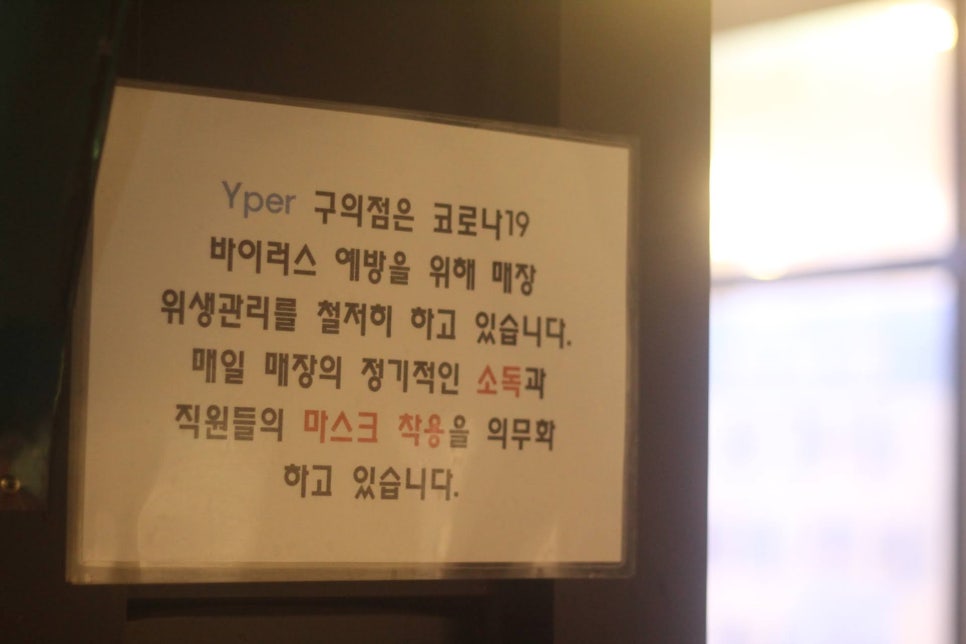 Yper 구의점은 코로나19
바이러스 예방을 위해 매장
위생관리를 철저히 하고 있습니다.
매일 매장의 정기적인 소독과
직원들의 마스크 착용을 의무화
하고 있습니다.